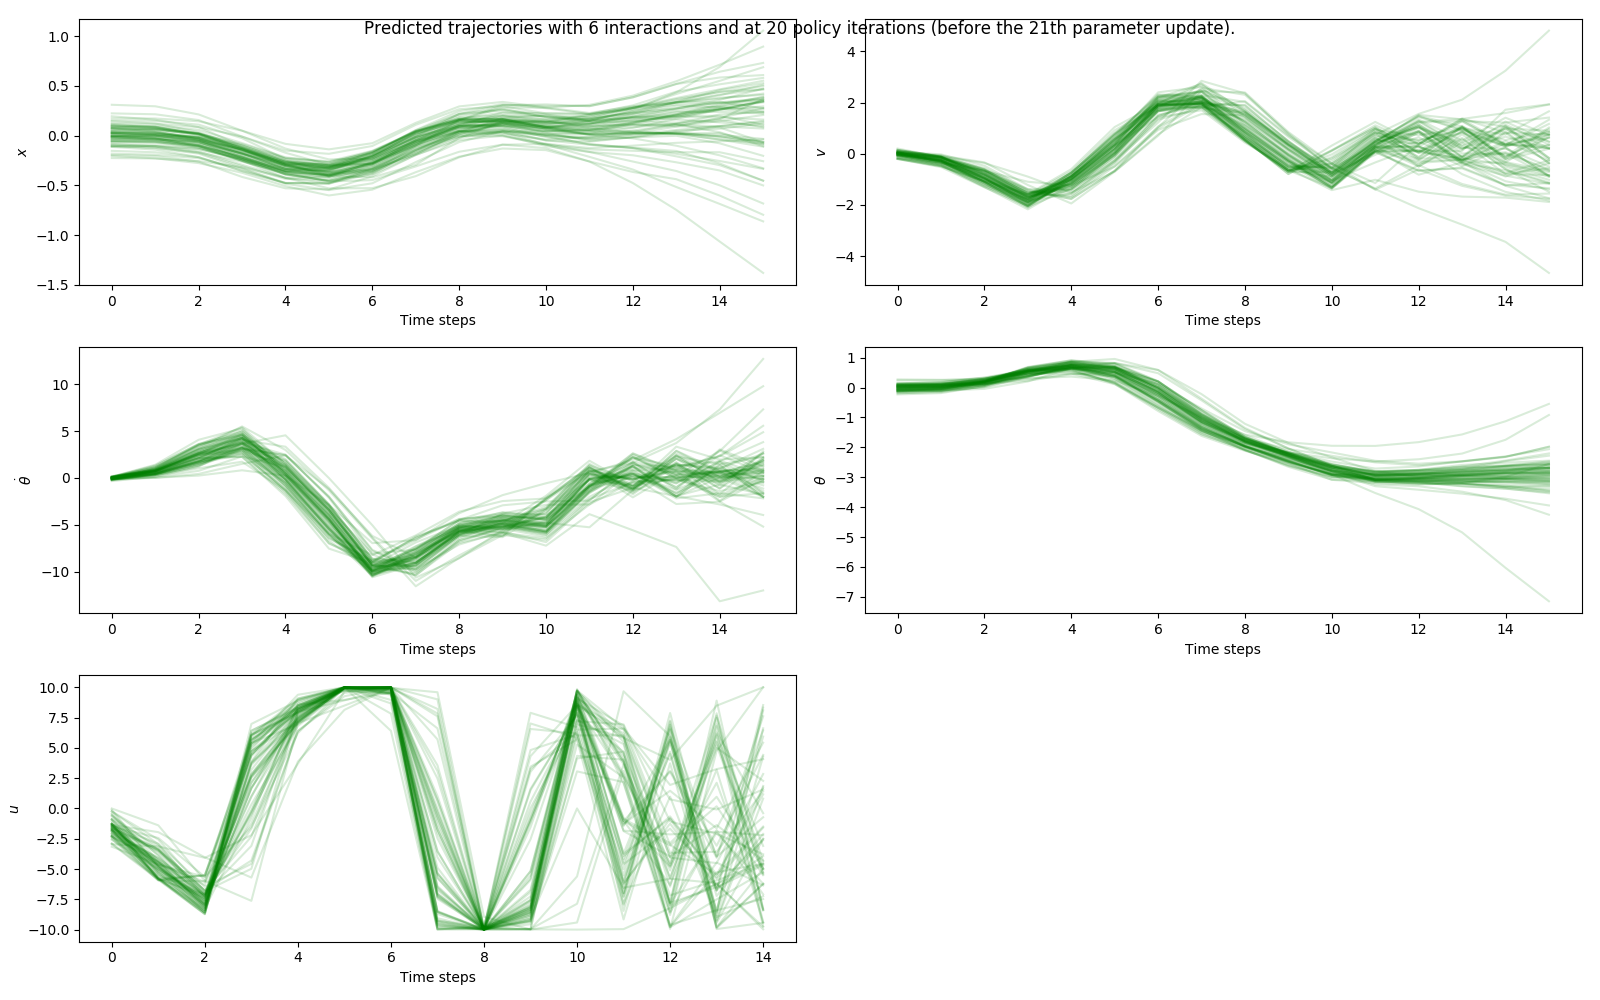 Predicted trajectories with 6 interactions and at 20 policy iterations (before the 21th parameter update).
1.0
0.5
0.0
−0.5
−1.0
−1.5
x
0 2 4 6 8 10 12 14
Time steps
4
2
0
−2
−4
v
0 2 4 6 8 10 12 14
Time steps
10
5
0
−5
−10
θ̇
0 2 4 6 8 10 12 14
Time steps
1
0
−1
−2
−3
−4
−5
−6
−7
θ
0 2 4 6 8 10 12 14
Time steps
10.0
7.5
5.0
2.5
0.0
−2.5
−5.0
−7.5
−10.0
u
0 2 4 6 8 10 12 14
Time steps